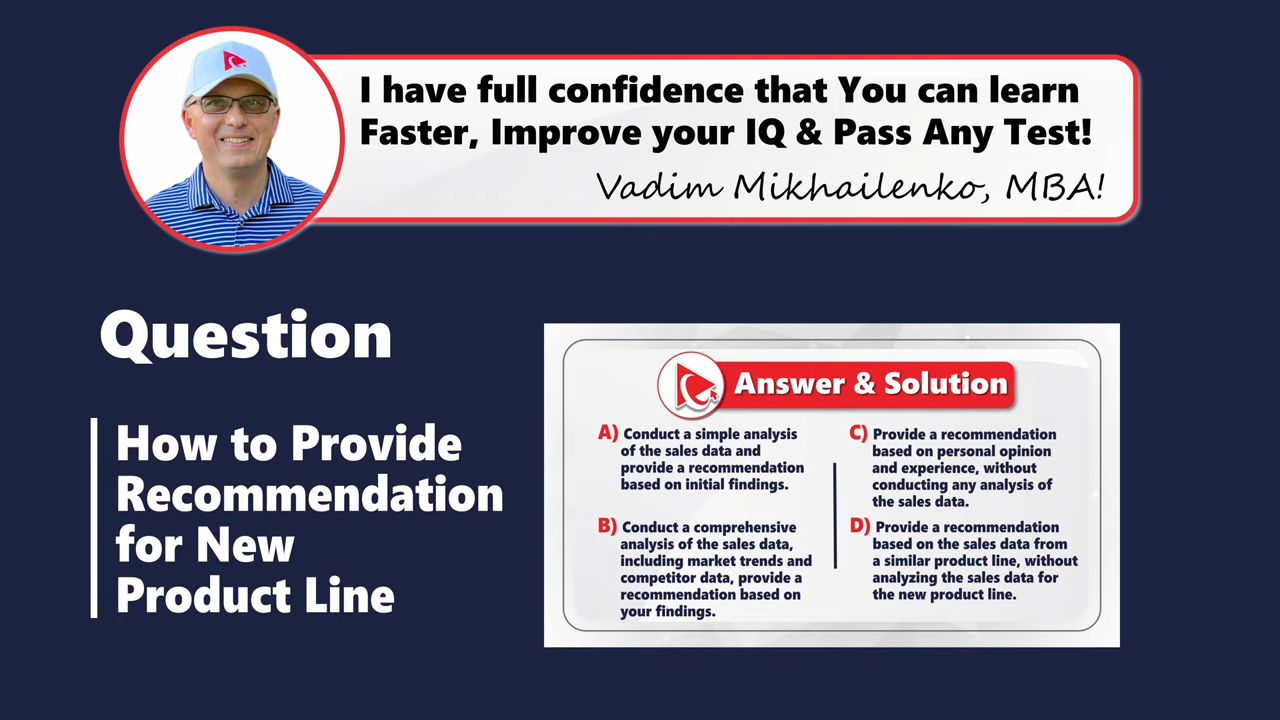 I have full confidence that You can learn
Faster, Improve your IQ & Pass Any Test!
Vadim Mikhailenko, MBA!
Question
How to Provide
Recommendation
for New
Product Line
Answer & Solution
A) Conduct a simple analysis
of the sales data and
provide a recommendation
based on initial findings.
B) Conduct a comprehensive
analysis of the sales data,
including market trends and
competitor data, provide a
recommendation based on
your findings.
C) Provide a recommendation
based on personal opinion
and experience, without
conducting any analysis of
the sales data.
D) Provide a recommendation
based on the sales data from
a similar product line, without
analyzing the sales data for
the new product line.